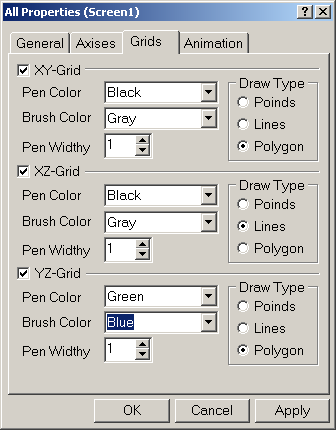 All Properties (Screen1)
General Axises Grids Animation
XY-Grid
Pen Color Black
Brush Color Gray
Pen Widthy 1
Draw Type
Poinds
Lines
Polygon
XZ-Grid
Pen Color Black
Brush Color Gray
Pen Widthy 1
Draw Type
Poinds
Lines
Polygon
YZ-Grid
Pen Color Green
Brush Color Blue
Pen Widthy 1
Draw Type
Poinds
Lines
Polygon
OK Cancel Apply